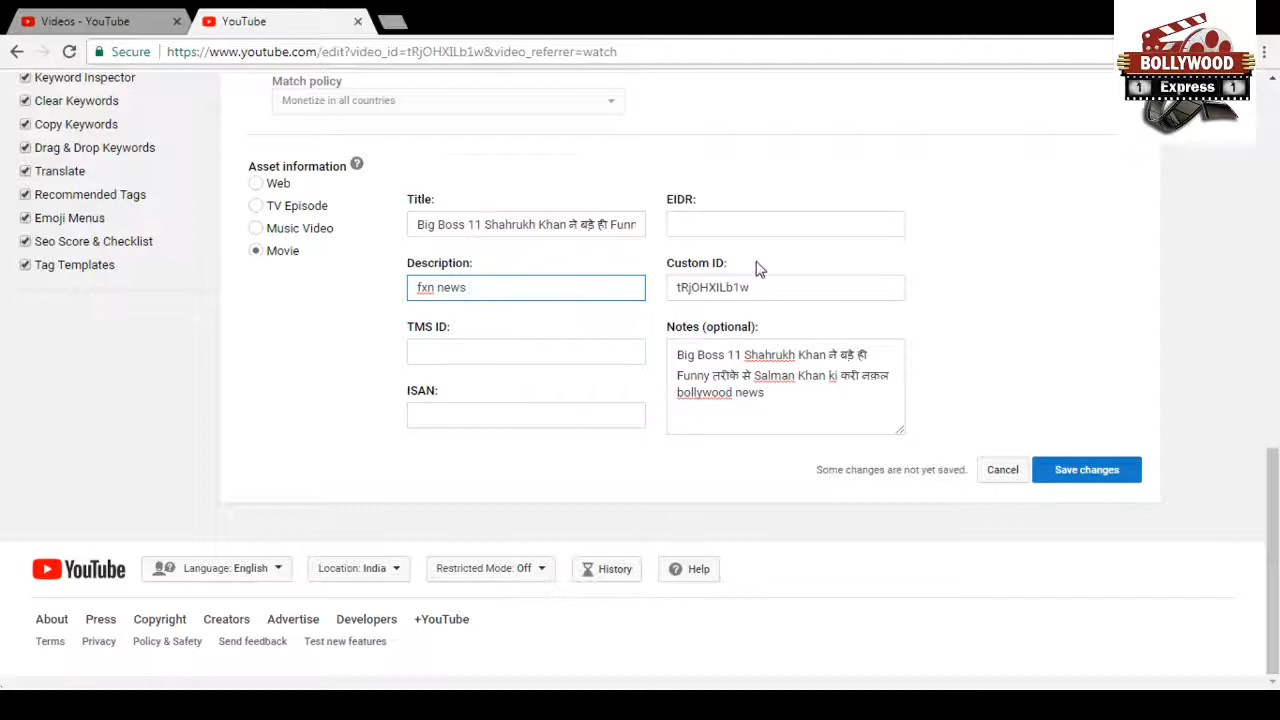 Videos - YouTube
YouTube
Secure
https://www.youtube.com/edit?video_id=tRjOHXILb1w&video_referrer=watch
BOLLYWOOD
1 Express 1
Keyword Inspector
Clear Keywords
Copy Keywords
Drag & Drop Keywords
Translate
Recommended Tags
Emoji Menus
Seo Score & Checklist
Tag Templates
Match policy
Monetize in all countries
Asset information ?
Web
TV Episode
Music Video
Movie
Title:
Big Boss 11 Shahrukh Khan ने बड़े ही Funr
Description:
fxn news
TMS ID:
ISAN:
EIDR:
Custom ID:
tRjOHXILb1w
Notes (optional):
Big Boss 11 Shahrukh Khan ने बड़े ही
Funny तरीके से Salman Khan ki करी नक़ल
bollywood news
Some changes are not yet saved.
Cancel
Save changes
YouTube
Language: English
Location: India
Restricted Mode: Off
History
Help
About Press Copyright Creators Advertise Developers +YouTube
Terms Privacy Policy & Safety Send feedback Test new features